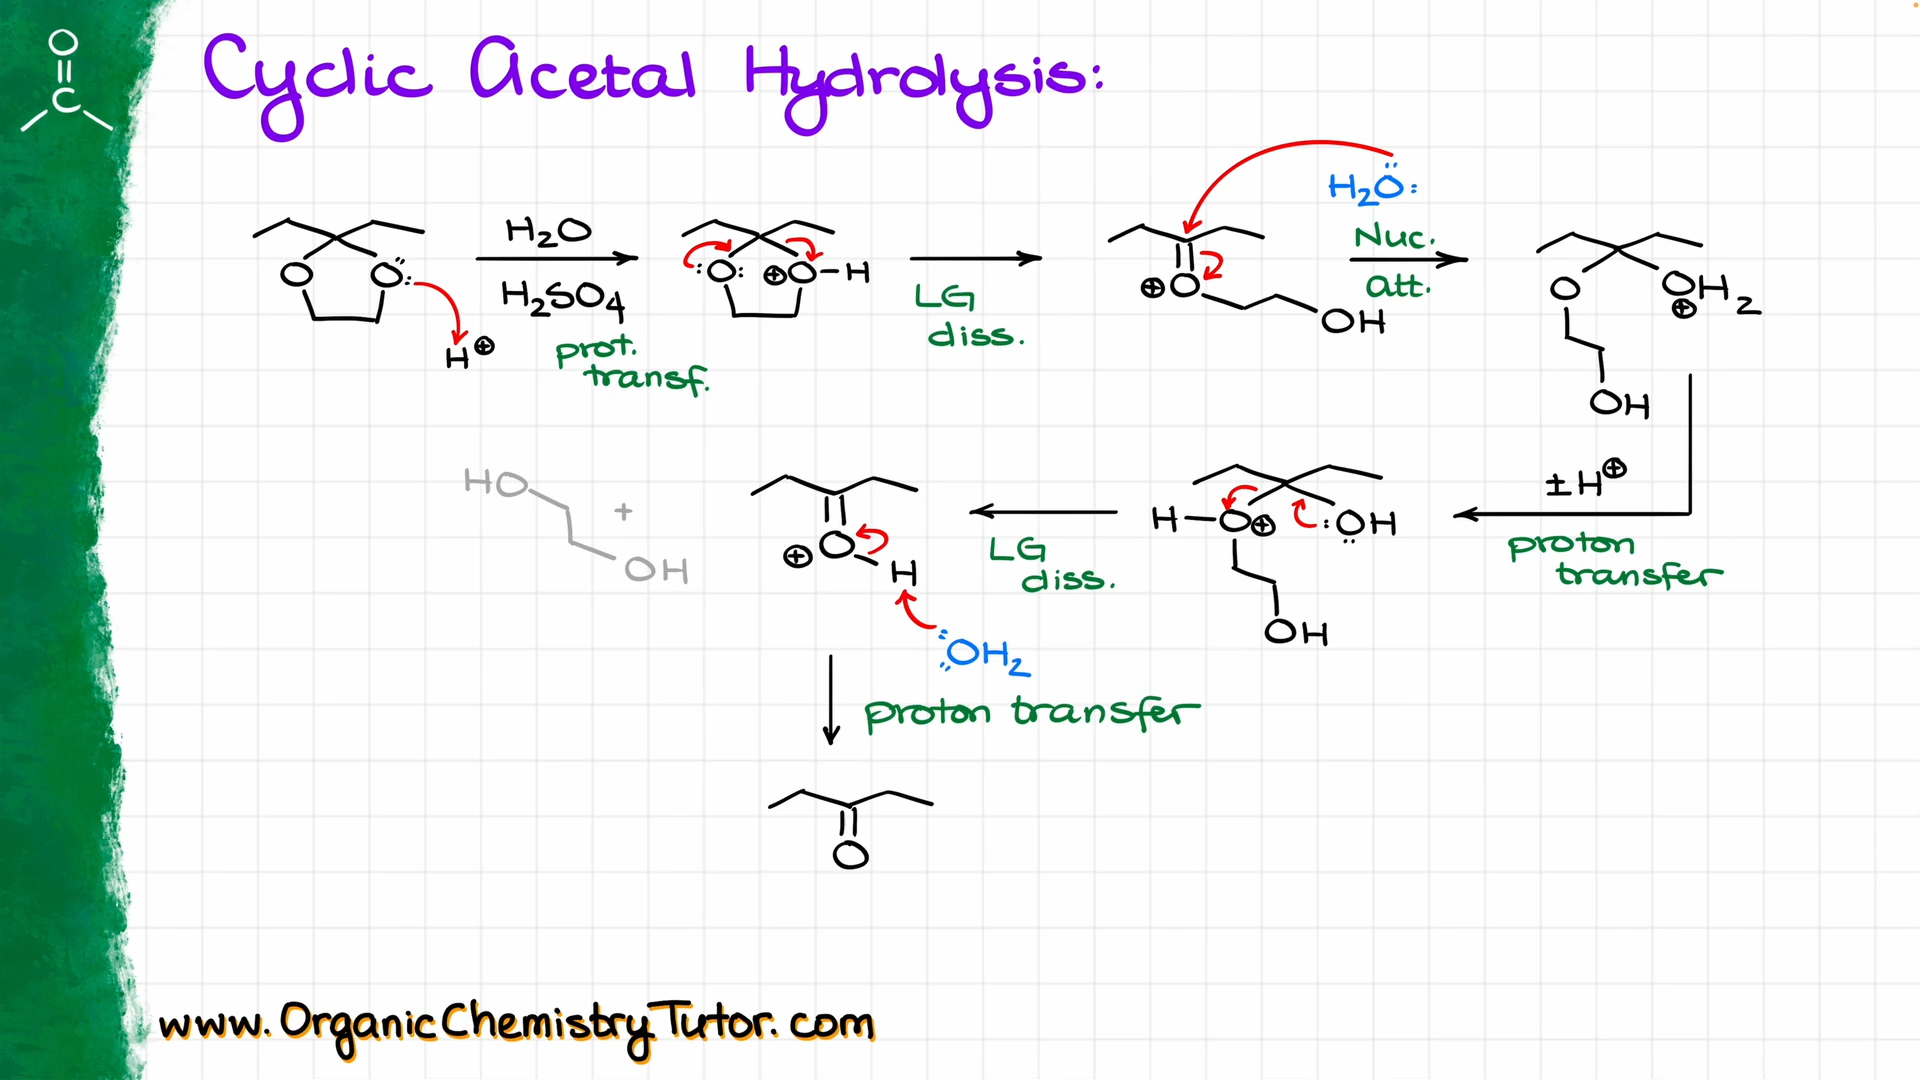 O
C
Cyclic Acetal Hydrolysis:
H₂O:
H₂O
Nuc.
O O: H₂SO₄ :O: ⊕ O-H ⊕ O att. O OH₂ ⊕
LG
OH
H⊕ prot. diss.
transf.
OH
HO ±H⊕
+ H-O⊕ :OH
⊕ O LG proton
OH H diss. transfer
OH
:OH₂
proton transfer
O
www.OrganicChemistryTutor.com